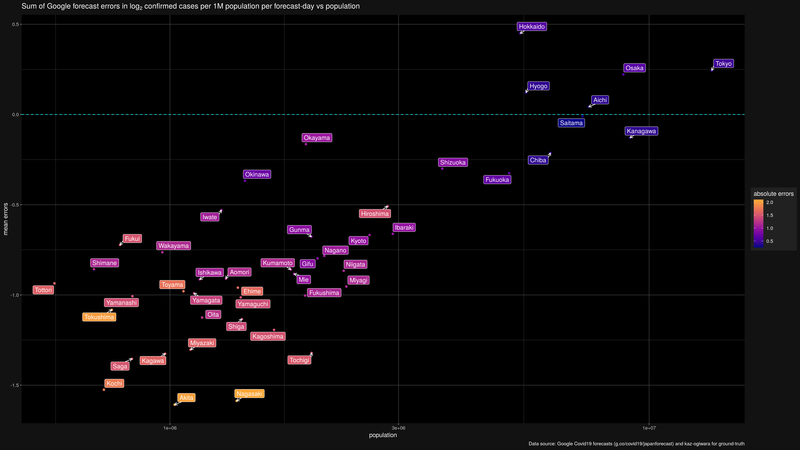 Sum of Google forecast errors in log₂ confirmed cases per 1M population per forecast-day vs population
0.5
0.0
-0.5
-1.0
-1.5
mean errors
Hokkaido
Tokyo
Osaka
Hyogo
Aichi
Saitama
Kanagawa
Okayama
Chiba
Shizuoka
Okinawa
Fukuoka
Hiroshima
Iwate
Ibaraki
Gunma
Fukui
Kyoto
Wakayama
Nagano
Shimane
Kumamoto
Gifu
Niigata
Ishikawa
Aomori
Mie
Miyagi
Tottori
Toyama
Ehime
Fukushima
Yamanashi
Yamagata
Yamaguchi
Tokushima
Oita
Shiga
Kagoshima
Miyazaki
Saga
Kagawa
Tochigi
Kochi
Akita
Nagasaki
absolute errors
2.0
1.5
1.0
0.5
1e+06
3e+06
1e+07
population
Data source: Google Covid19 forecasts (g.co/covid19/japanforecast) and kaz-ogiwara for ground-truth